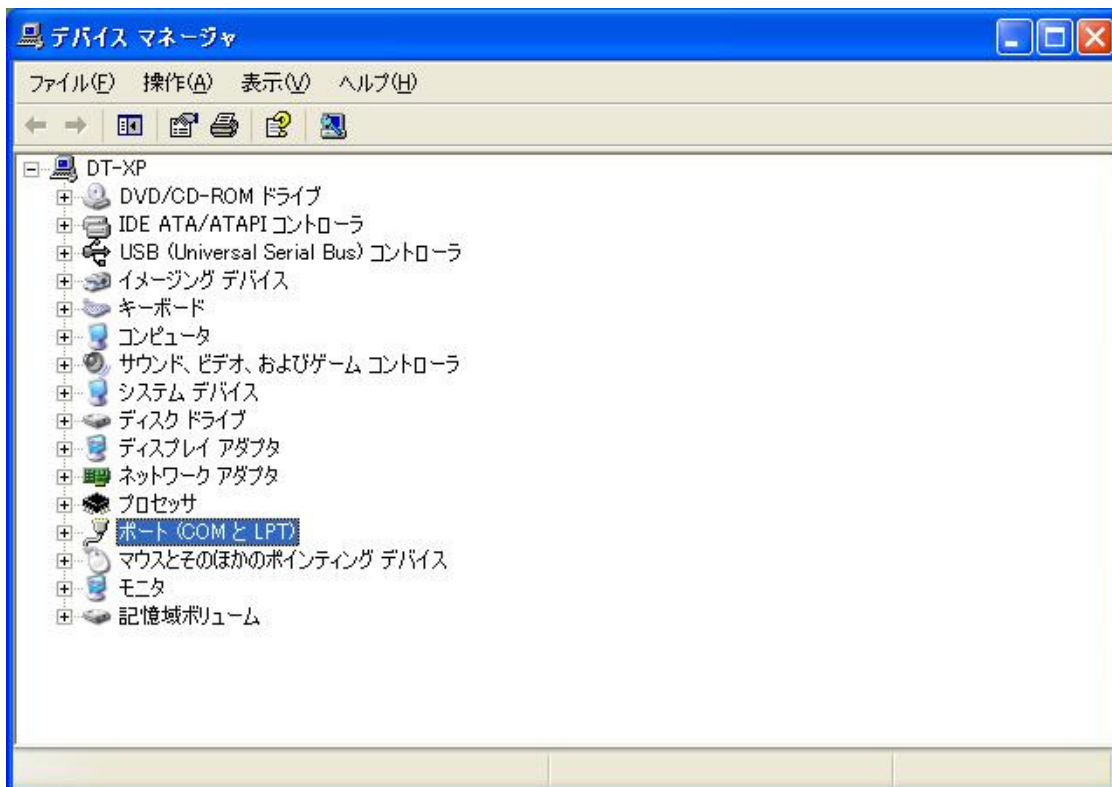 デバイス マネージャ
ファイル(F) 操作(A) 表示(V) ヘルプ(H)
DT-XP
DVD/CD-ROM ドライブ
IDE ATA/ATAPI コントローラ
USB (Universal Serial Bus) コントローラ
イメージング デバイス
キーボード
コンピュータ
サウンド、ビデオ、およびゲーム コントローラ
システム デバイス
ディスク ドライブ
ディスプレイ アダプタ
ネットワーク アダプタ
プロセッサ
ポート (COM と LPT)
マウスとそのほかのポインティング デバイス
モニタ
記憶域ボリューム